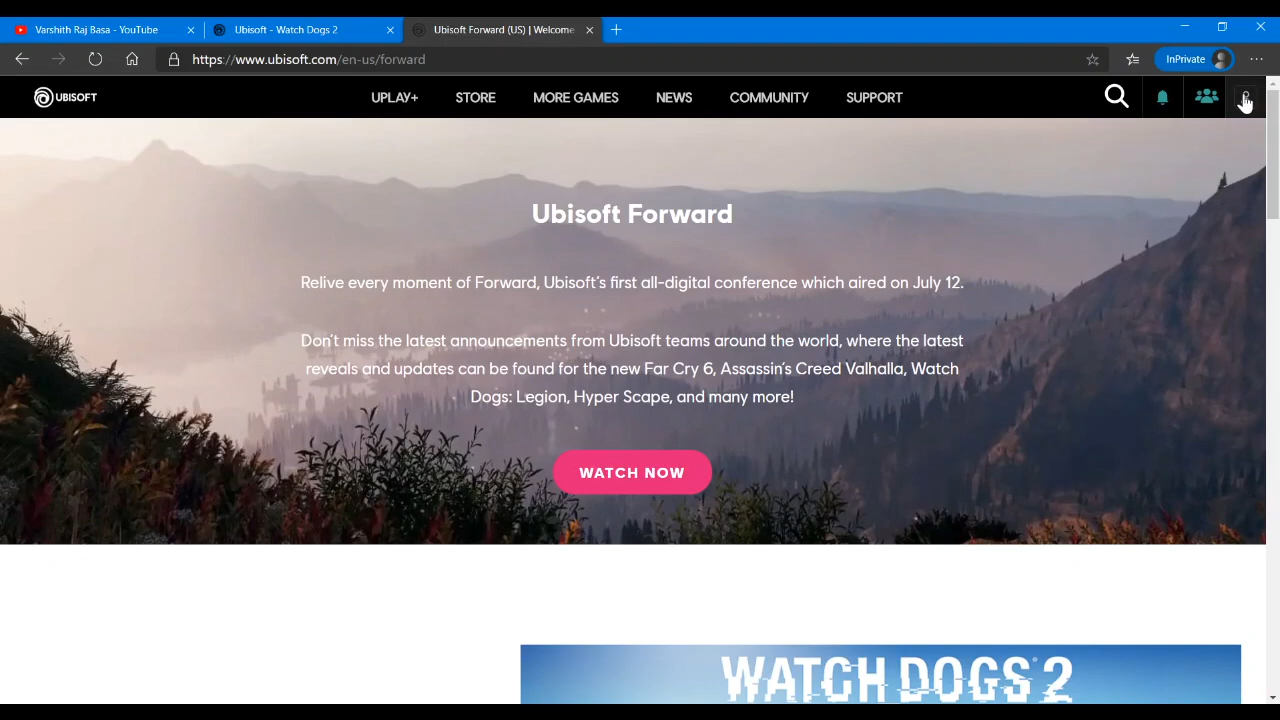 Varshith Raj Basa - YouTube
Ubisoft - Watch Dogs 2
Ubisoft Forward (US) | Welcome
https://www.ubisoft.com/en-us/forward
InPrivate
UBISOFT
UPLAY+
STORE
MORE GAMES
NEWS
COMMUNITY
SUPPORT
Ubisoft Forward
Relive every moment of Forward, Ubisoft's first all-digital conference which aired on July 12.
Don't miss the latest announcements from Ubisoft teams around the world, where the latest
reveals and updates can be found for the new Far Cry 6, Assassin's Creed Valhalla, Watch
Dogs: Legion, Hyper Scape, and many more!
WATCH NOW
WATCH DOGS 2